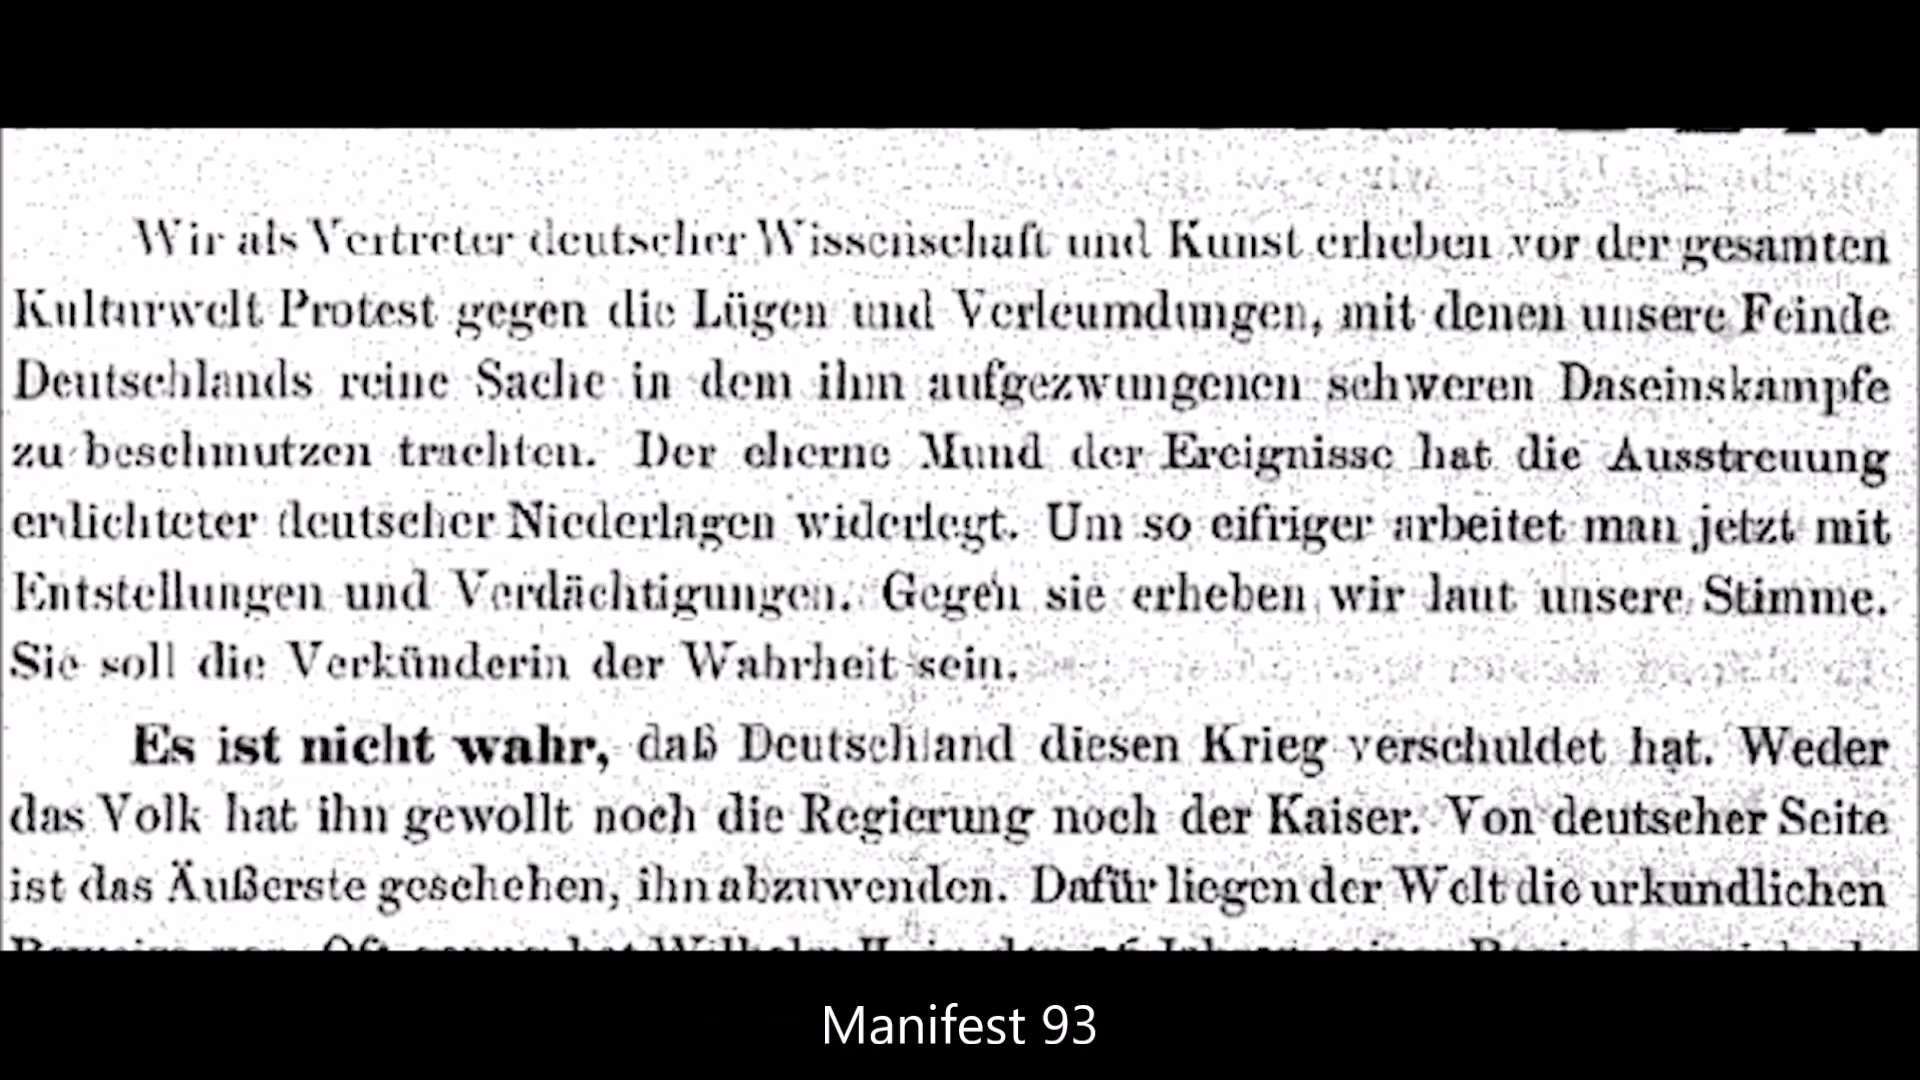 Wir als Vertreter deutscher Wissenschaft und Kunst erheben vor der gesamten
Kulturwelt Protest gegen die Lügen und Verleumdungen, mit denen unsere Feinde
Deutschlands reine Sache in dem ihm aufgezwungenen schweren Daseinskampfe
zu beschmutzen trachten. Der eherne Mund der Ereignisse hat die Ausstreuung
erdichteter deutscher Niederlagen widerlegt. Um so eifriger arbeitet man jetzt mit
Entstellungen und Verdächtigungen. Gegen sie erheben wir laut unsere Stimme.
Sie soll die Verkünderin der Wahrheit sein.
Es ist nicht wahr, daß Deutschland diesen Krieg verschuldet hat. Weder
das Volk hat ihn gewollt noch die Regierung noch der Kaiser. Von deutscher Seite
ist das Äußerste geschehen, ihn abzuwenden. Dafür liegen der Welt die urkundlichen
Manifest 93